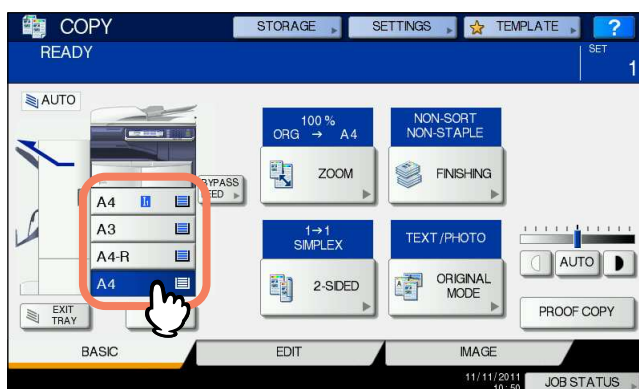 COPY
STORAGE
SETTINGS
TEMPLATE
?
READY
SET
1
AUTO
100 %
ORG → A4
NON-SORT
NON-STAPLE
ZOOM
FINISHING
BYPASS
FEED
A4
A3
A4-R
A4
1→1
SIMPLEX
TEXT/PHOTO
2-SIDED
ORIGINAL
MODE
AUTO
EXIT
TRAY
PROOF COPY
BASIC
EDIT
IMAGE
11/11/2011
10:50
JOB STATUS